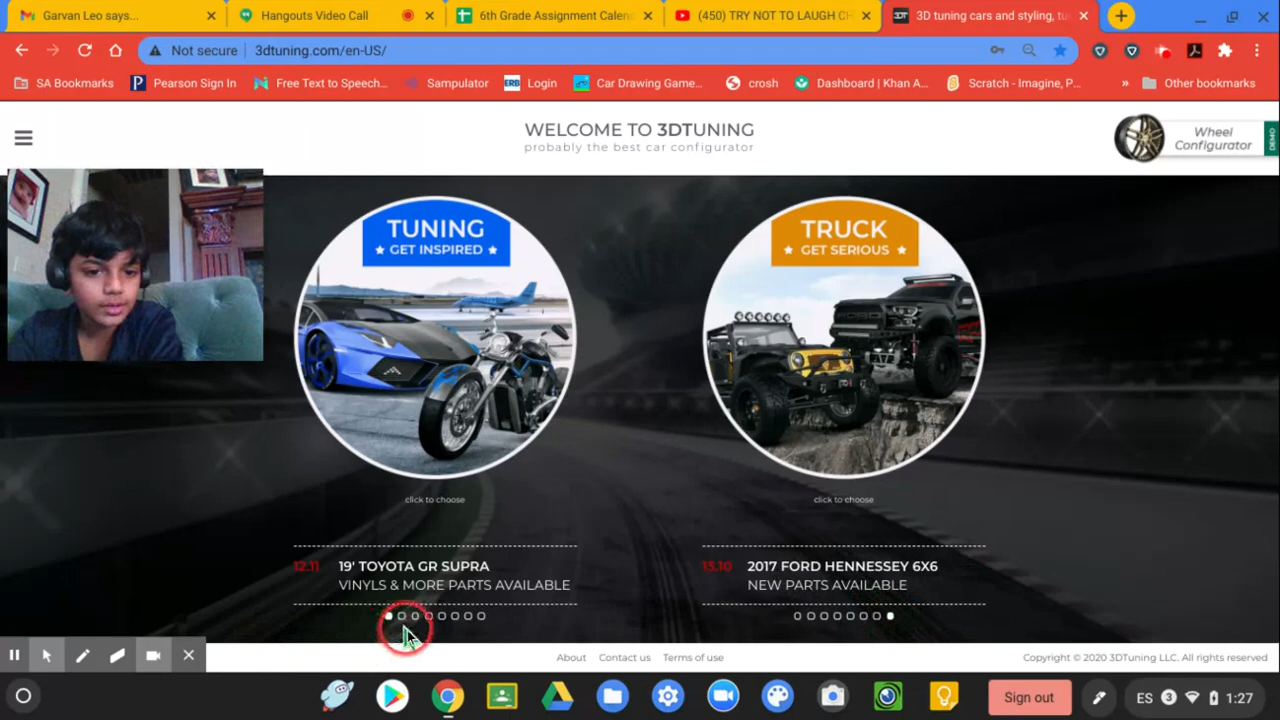 Garvan Leo says...
Hangouts Video Call
6th Grade Assignment Calen
(450) TRY NOT TO LAUGH CH
3D tuning cars and styling, tu
Not secure
3dtuning.com/en-US/
SA Bookmarks
Pearson Sign In
Free Text to Speech...
Sampulator
ERB Login
Car Drawing Game...
crosh
Dashboard | Khan A...
Scratch - Imagine, P...
»
Other bookmarks
WELCOME TO 3DTUNING
probably the best car configurator
Wheel
Configurator
DEMO
TUNING
GET INSPIRED
TRUCK
GET SERIOUS
click to choose
click to choose
12.11 19' TOYOTA GR SUPRA
VINYLS & MORE PARTS AVAILABLE
13.10 2017 FORD HENNESSEY 6X6
NEW PARTS AVAILABLE
About
Contact us
Terms of use
Copyright © 2020 3DTuning LLC. All rights reserved
Sign out
ES
3
1:27